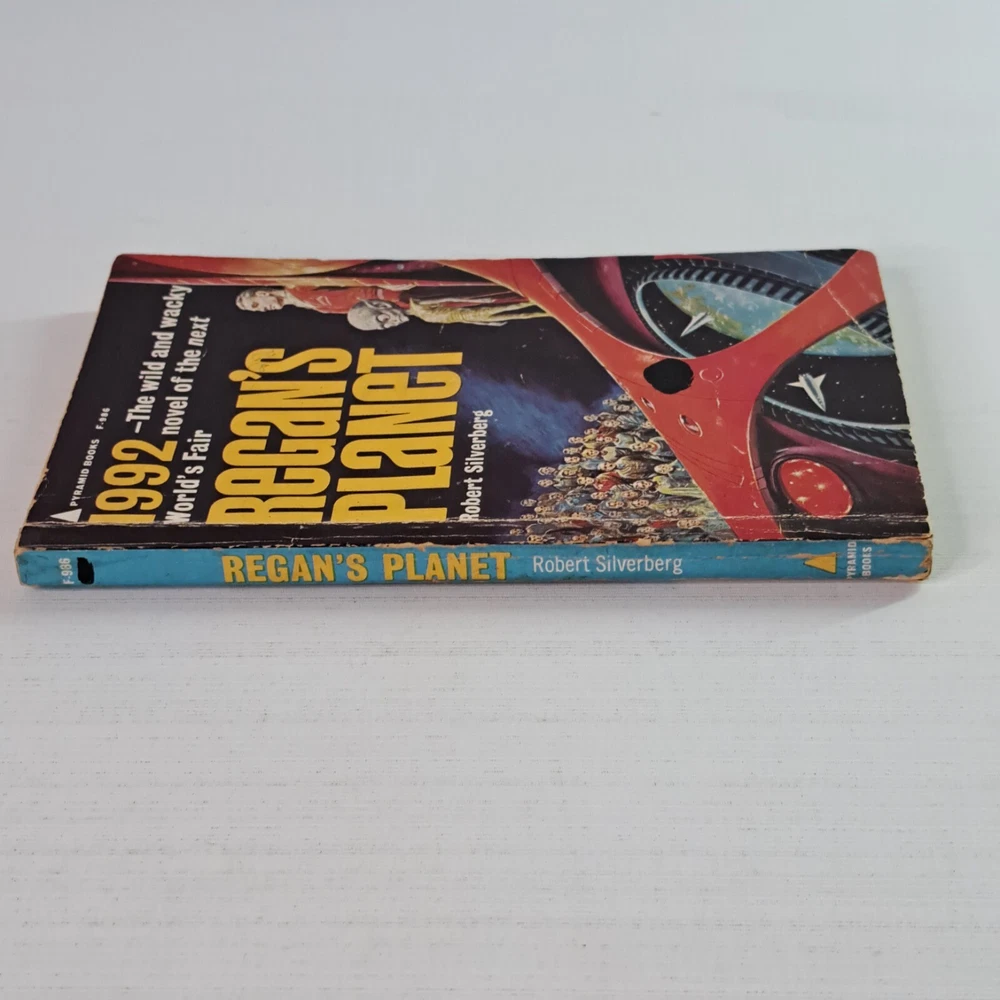 PYRAMID BOOKS F-986
1992 -The wild and wacky
novel of the next
World's Fair
REGAN'S
PLANET
Robert Silverberg
F-986
REGAN'S PLANET Robert Silverberg
PYRAMID
BOOKS